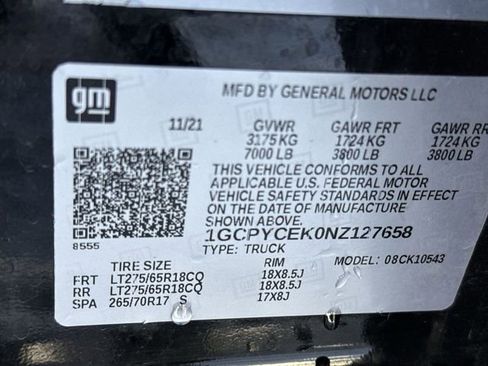 gm
MFD BY GENERAL MOTORS LLC
11/21 GVWR GAWR FRT GAWR RR
3175 KG 1724 KG 1724 KG
7000 LB 3800 LB 3800 LB
THIS VEHICLE CONFORMS TO ALL
APPLICABLE U.S. FEDERAL MOTOR
VEHICLE SAFETY STANDARDS IN EFFECT
ON THE DATE OF MANUFACTURE
SHOWN ABOVE.
1GCPYCEK0NZ127658
8555 TYPE: TRUCK
MODEL: 08CK10543
TIRE SIZE RIM
FRT LT275/65R18CQ 18X8.5J
RR LT275/65R18CQ 18X8.5J
SPA 265/70R17 S 17X8J